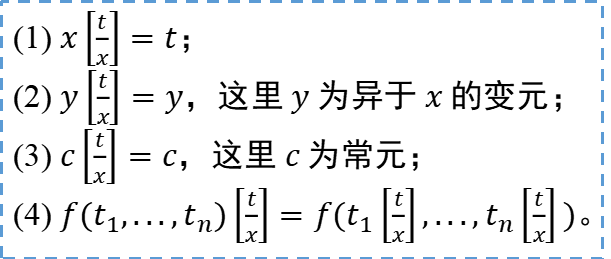 (1) x[t/x] = t；
(2) y[t/x] = y，这里 y 为异于 x 的变元；
(3) c[t/x] = c，这里 c 为常元；
(4) f(t₁,...,tₙ)[t/x] = f(t₁[t/x],...,tₙ[t/x])。